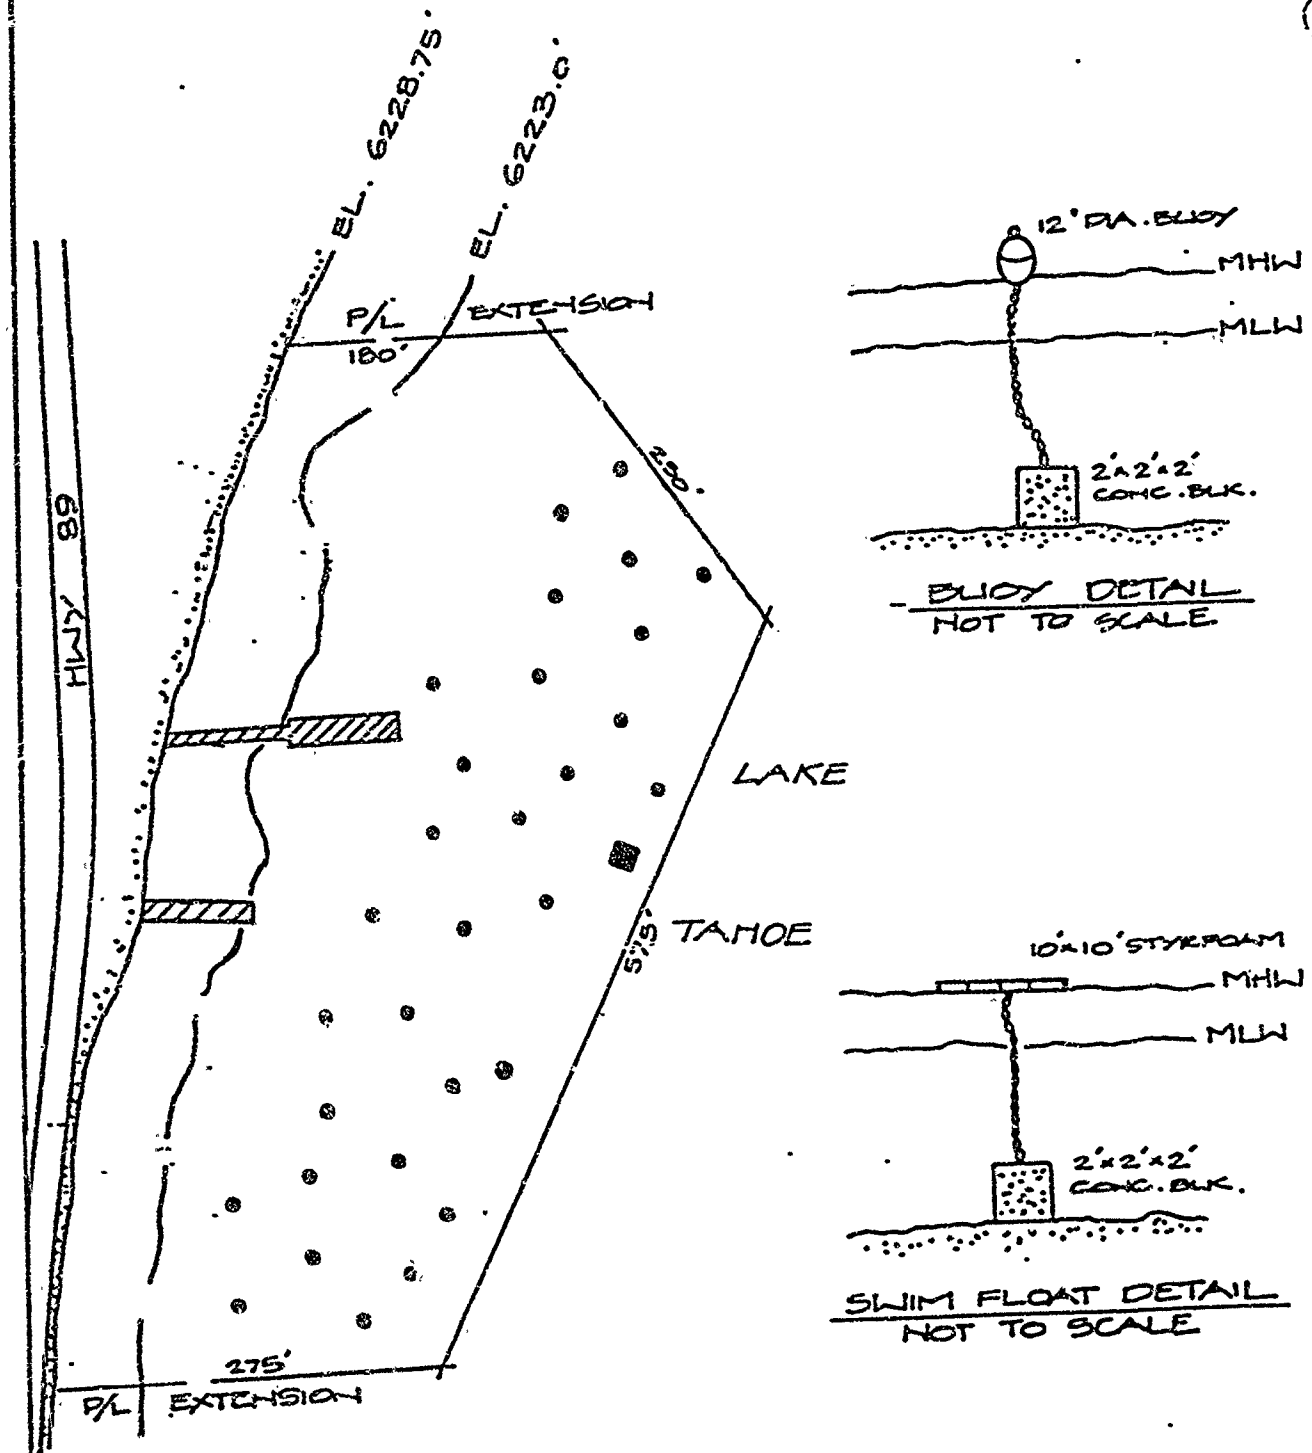 EL. 6228.75'
EL. 6223.0'
P/L EXTENSION
180'
230'
HWY 89
LAKE
TAHOE
575'
275'
P/L EXTENSION
12" DIA. BUOY
MHW
MLW
2'x2'x2'
CONC. BLK.
BUOY DETAIL
NOT TO SCALE
10'x10' STYRFOAM
MHW
MLW
2'x2'x2'
CONC. BLK.
SWIM FLOAT DETAIL
NOT TO SCALE